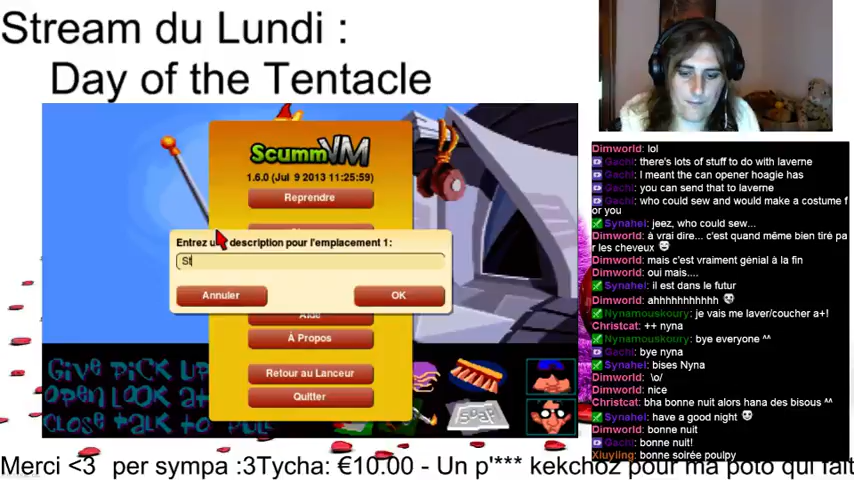 Stream du Lundi :
Day of the Tentacle
ScummVM
1.6.0 (Jul 9 2013 11:25:59)
Reprendre
Entrez u description pour l'emplacement 1:
St
Annuler
OK
À Propos
Retour au Lanceur
Quitter
Give Pick up
Open Look at
Close talk to Pull
SOAP
Dimworld: lol
Gachi: there's lots of stuff to do with laverne
Gachi: I meant the can opener hoagie has
Gachi: you can send that to laverne
Gachi: who could sew and would make a costume f
or you
Synahel: jeez, who could sew...
Dimworld: à vrai dire... c'est quand même bien tiré pa
r les cheveux
Dimworld: mais c'est vraiment génial à la fin
Dimworld: oui mais....
Synahel: il est dans le futur
Dimworld: ahhhhhhhhhhh
Nynamouskoury: je vais me laver/coucher a+!
Christcat: ++ nyna
Nynamouskoury: bye everyone ^^
Gachi: bye nyna
Synahel: bises Nyna
Dimworld: \o/
Dimworld: nice
Christcat: bha bonne nuit alors hana des bisous ^^
Synahel: have a good night
Dimworld: bonne nuit
Gachi: bonne nuit!
Xiuyiing: bonne soirée poulpy
Merci <3 per sympa :3Tycha: €10.00 - Un p'*** kekchoz pour ma poto qui fait